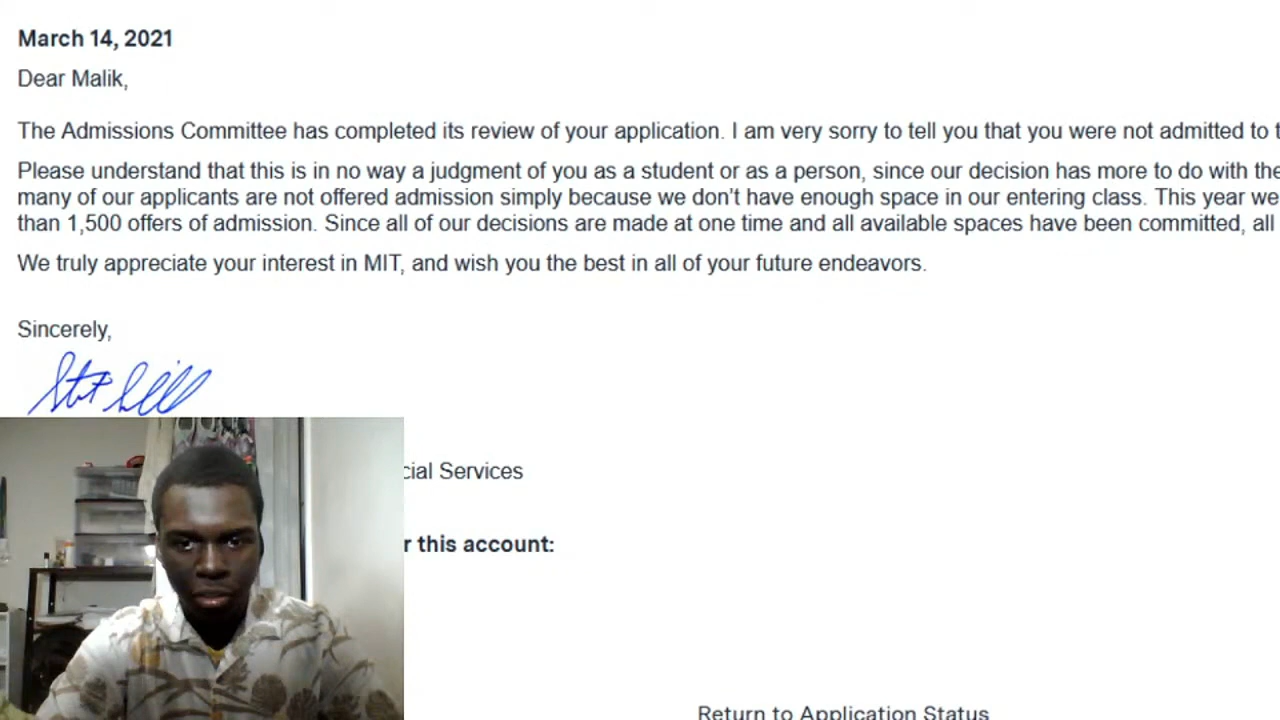 March 14, 2021
Dear Malik,
The Admissions Committee has completed its review of your application. I am very sorry to tell you that you were not admitted to t
Please understand that this is in no way a judgment of you as a student or as a person, since our decision has more to do with the
many of our applicants are not offered admission simply because we don't have enough space in our entering class. This year we
than 1,500 offers of admission. Since all of our decisions are made at one time and all available spaces have been committed, all
We truly appreciate your interest in MIT, and wish you the best in all of your future endeavors.
Sincerely,
cial Services
r this account:
Return to Application Status